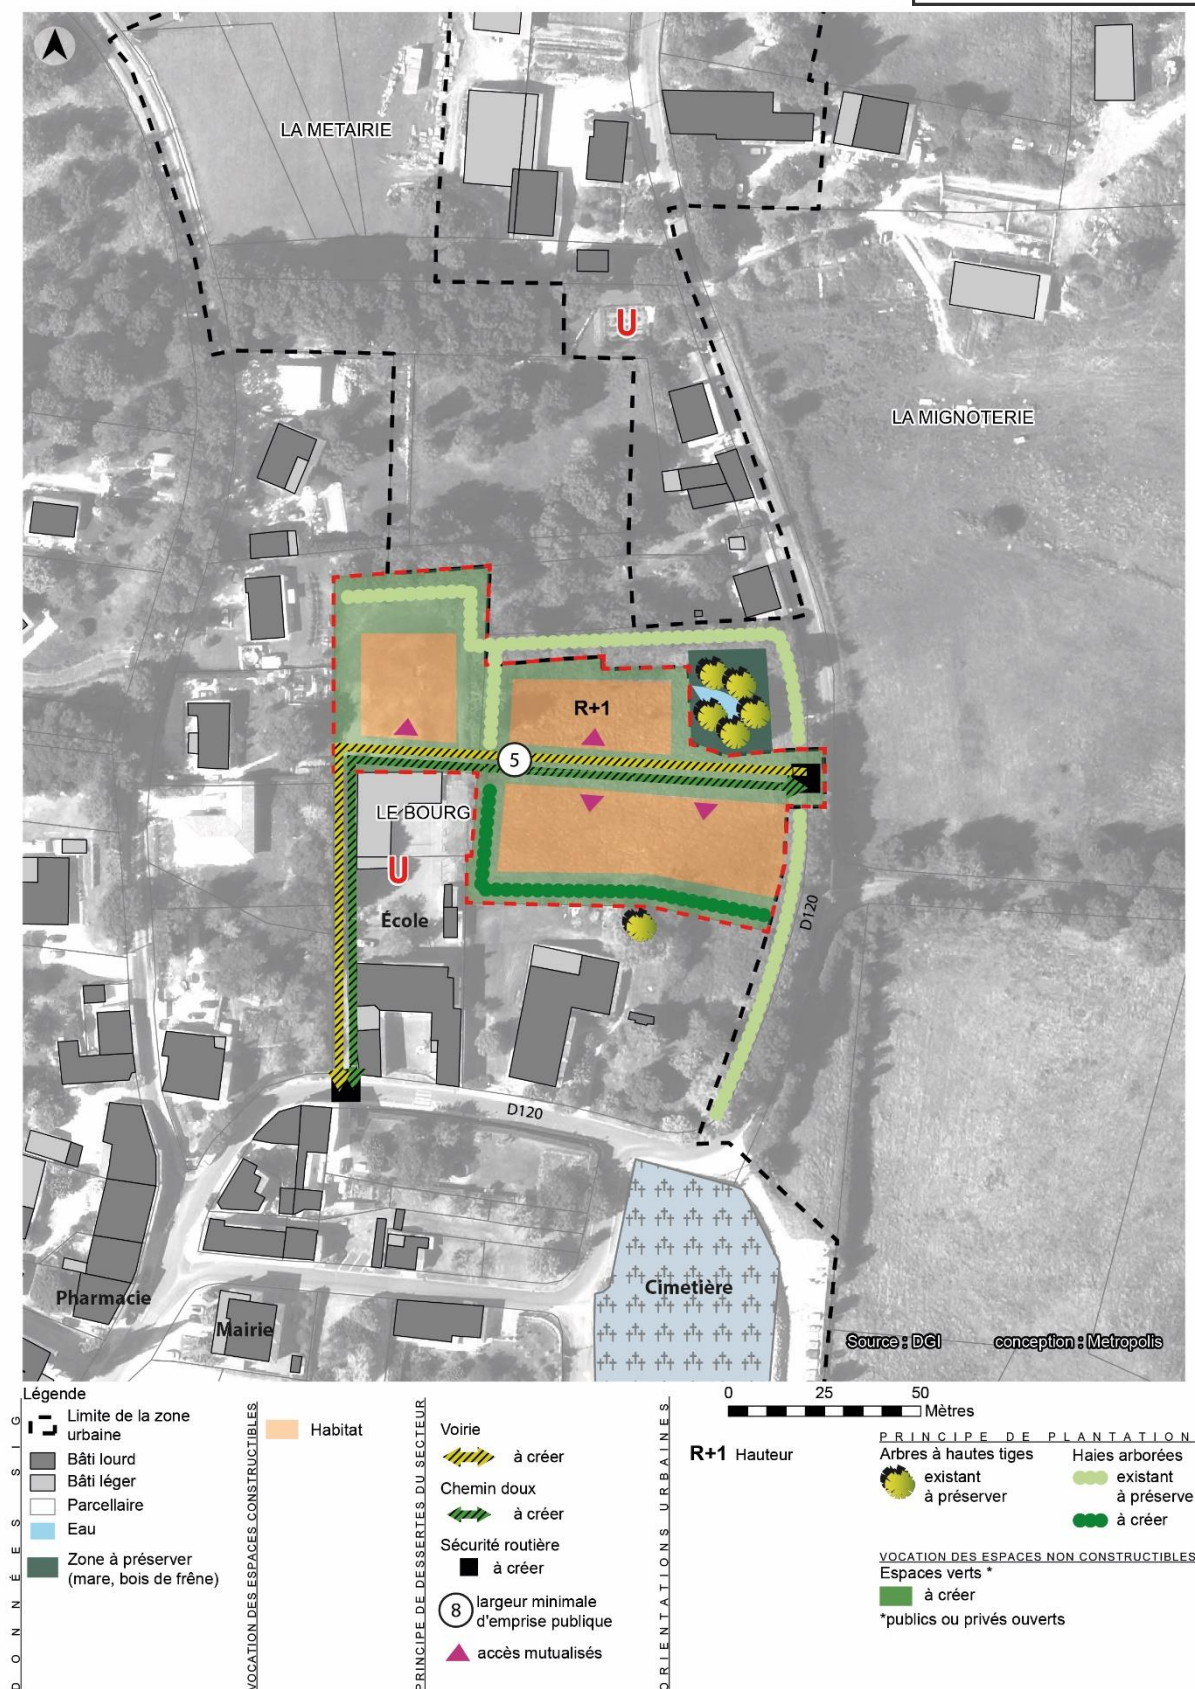 LA METAIRIE
U
LA MIGNOTERIE
R+1
5
LE BOURG
U
École
D120
D120
Pharmacie
Mairie
Cimetière
Source : DGI
conception : Metropolis
Légende
DONNÉES SIG
Limite de la zone
urbaine
Bâti lourd
Bâti léger
Parcellaire
Eau
Zone à préserver
(mare, bois de frêne)
VOCATION DES ESPACES CONSTRUCTIBLES
Habitat
PRINCIPE DE DESSERTES DU SECTEUR
Voirie
à créer
Chemin doux
à créer
Sécurité routière
à créer
8
largeur minimale
d'emprise publique
accès mutualisés
ORIENTATIONS URBAINES
0 25 50
Mètres
R+1 Hauteur
PRINCIPE DE PLANTATION
Arbres à hautes tiges
existant
à préserver
Haies arborées
existant
à préserve
à créer
VOCATION DES ESPACES NON CONSTRUCTIBLES
Espaces verts *
à créer
*publics ou privés ouverts